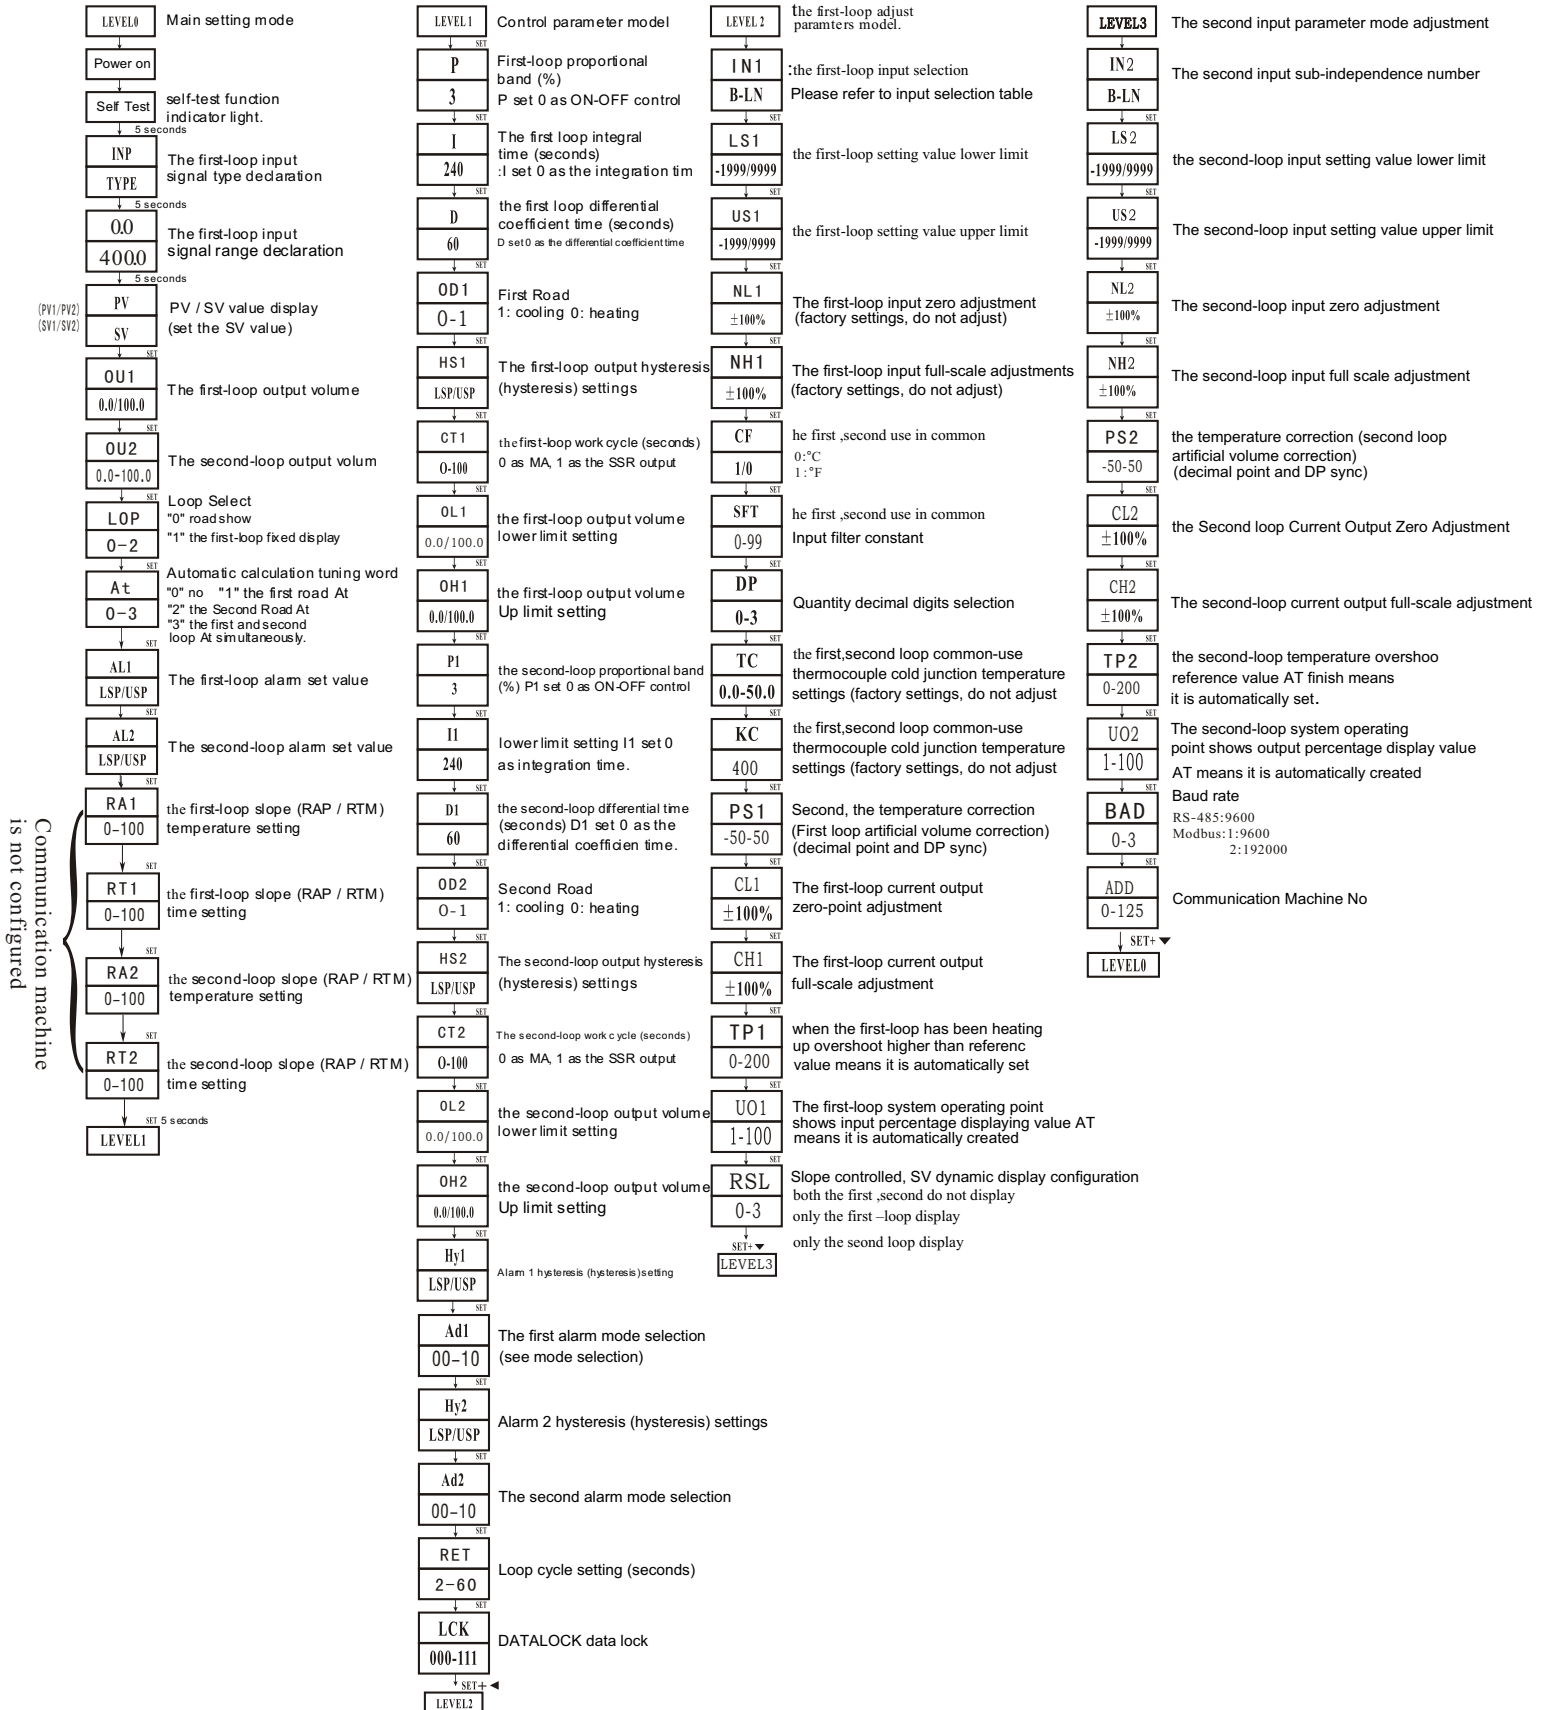 LEVEL0
Main setting mode
Power on
Self Test
self-test function
indicator light.
5 seconds
INP
TYPE
The first-loop input
signal type declaration
5 seconds
0.0
400.0
The first-loop input
signal range declaration
5 seconds
(PV1/PV2)
(SV1/SV2)
PV
SV
PV / SV value display
(set the SV value)
SET
OU1
0.0/100.0
The first-loop output volume
SET
OU2
0.0-100.0
The second-loop output volum
SET
LOP
0-2
Loop Select
"0" road show
"1" the first-loop fixed display
SET
At
0-3
Automatic calculation tuning word
"0" no "1" the first road At
"2" the Second Road At
"3" the first and second
loop At simultaneously.
SET
AL1
LSP/USP
The first-loop alarm set value
SET
AL2
LSP/USP
The second-loop alarm set value
SET
Communication machine
is not configured
RA1
0-100
the first-loop slope (RAP / RTM)
temperature setting
SET
RT1
0-100
the first-loop slope (RAP / RTM)
time setting
SET
RA2
0-100
the second-loop slope (RAP / RTM)
temperature setting
SET
RT2
0-100
the second-loop slope (RAP / RTM)
time setting
SET 5 seconds
LEVEL1
LEVEL 1
Control parameter model
SET
P
3
First-loop proportional
band (%)
P set 0 as ON-OFF control
SET
I
240
The first loop integral
time (seconds)
:I set 0 as the integration tim
SET
D
60
the first loop differential
coefficient time (seconds)
D set 0 as the differential coefficient time
SET
OD1
0-1
First Road
1: cooling 0: heating
SET
HS1
LSP/USP
The first-loop output hysteresis
(hysteresis) settings
SET
CT1
0-100
the first-loop work cycle (seconds)
0 as MA, 1 as the SSR output
SET
OL1
0.0/100.0
the first-loop output volume
lower limit setting
SET
OH1
0.0/100.0
the first-loop output volume
Up limit setting
SET
P1
3
the second-loop proportional band
(%) P1 set 0 as ON-OFF control
SET
I1
240
lower limit setting I1 set 0
as integration time.
SET
D1
60
the second-loop differential time
(seconds) D1 set 0 as the
differential coefficien time.
SET
OD2
0-1
Second Road
1: cooling 0: heating
SET
HS2
LSP/USP
The second-loop output hysteresis
(hysteresis) settings
SET
CT2
0-100
The second-loop work cycle (seconds)
0 as MA, 1 as the SSR output
SET
OL2
0.0/100.0
the second-loop output volume
lower limit setting
SET
OH2
0.0/100.0
the second-loop output volume
Up limit setting
SET
Hy1
LSP/USP
Alarm 1 hysteresis (hysteresis) setting
SET
Ad1
00-10
The first alarm mode selection
(see mode selection)
SET
Hy2
LSP/USP
Alarm 2 hysteresis (hysteresis) settings
SET
Ad2
00-10
The second alarm mode selection
SET
RET
2-60
Loop cycle setting (seconds)
SET
LCK
000-111
DATALOCK data lock
SET+ ◀
LEVEL2
LEVEL 2
the first-loop adjust
paramters model.
IN1
B-LN
:the first-loop input selection
Please refer to input selection table
SET
LS1
-1999/9999
the first-loop setting value lower limit
SET
US1
-1999/9999
the first-loop setting value upper limit
SET
NL1
±100%
The first-loop input zero adjustment
(factory settings, do not adjust)
SET
NH1
±100%
The first-loop input full-scale adjustments
(factory settings, do not adjust)
SET
CF
1/0
he first ,second use in common
0:°C
1:°F
SET
SFT
0-99
he first ,second use in common
Input filter constant
SET
DP
0-3
Quantity decimal digits selection
SET
TC
0.0-50.0
the first,second loop common-use
thermocouple cold junction temperature
settings (factory settings, do not adjust
SET
KC
400
the first,second loop common-use
thermocouple cold junction temperature
settings (factory settings, do not adjust
SET
PS1
-50-50
Second, the temperature correction
(First loop artificial volume correction)
(decimal point and DP sync)
SET
CL1
±100%
The first-loop current output
zero-point adjustment
SET
CH1
±100%
The first-loop current output
full-scale adjustment
SET
TP1
0-200
when the first-loop has been heating
up overshoot higher than referenc
value means it is automatically set
SET
UO1
1-100
The first-loop system operating point
shows input percentage displaying value AT
means it is automatically created
SET
RSL
0-3
Slope controlled, SV dynamic display configuration
both the first ,second do not display
only the first –loop display
only the seond loop display
SET+ ▼
LEVEL3
LEVEL3
The second input parameter mode adjustment
IN2
B-LN
The second input sub-independence number
SET
LS2
-1999/9999
the second-loop input setting value lower limit
SET
US2
-1999/9999
The second-loop input setting value upper limit
SET
NL2
±100%
The second-loop input zero adjustment
SET
NH2
±100%
The second-loop input full scale adjustment
SET
PS2
-50-50
the temperature correction (second loop
artificial volume correction)
(decimal point and DP sync)
SET
CL2
±100%
the Second loop Current Output Zero Adjustment
SET
CH2
±100%
The second-loop current output full-scale adjustment
SET
TP2
0-200
the second-loop temperature overshoo
reference value AT finish means
it is automatically set.
SET
UO2
1-100
The second-loop system operating
point shows output percentage display value
AT means it is automatically created
SET
BAD
0-3
Baud rate
RS-485:9600
Modbus:1:9600
2:192000
SET
ADD
0-125
Communication Machine No
SET+ ▼
LEVEL0